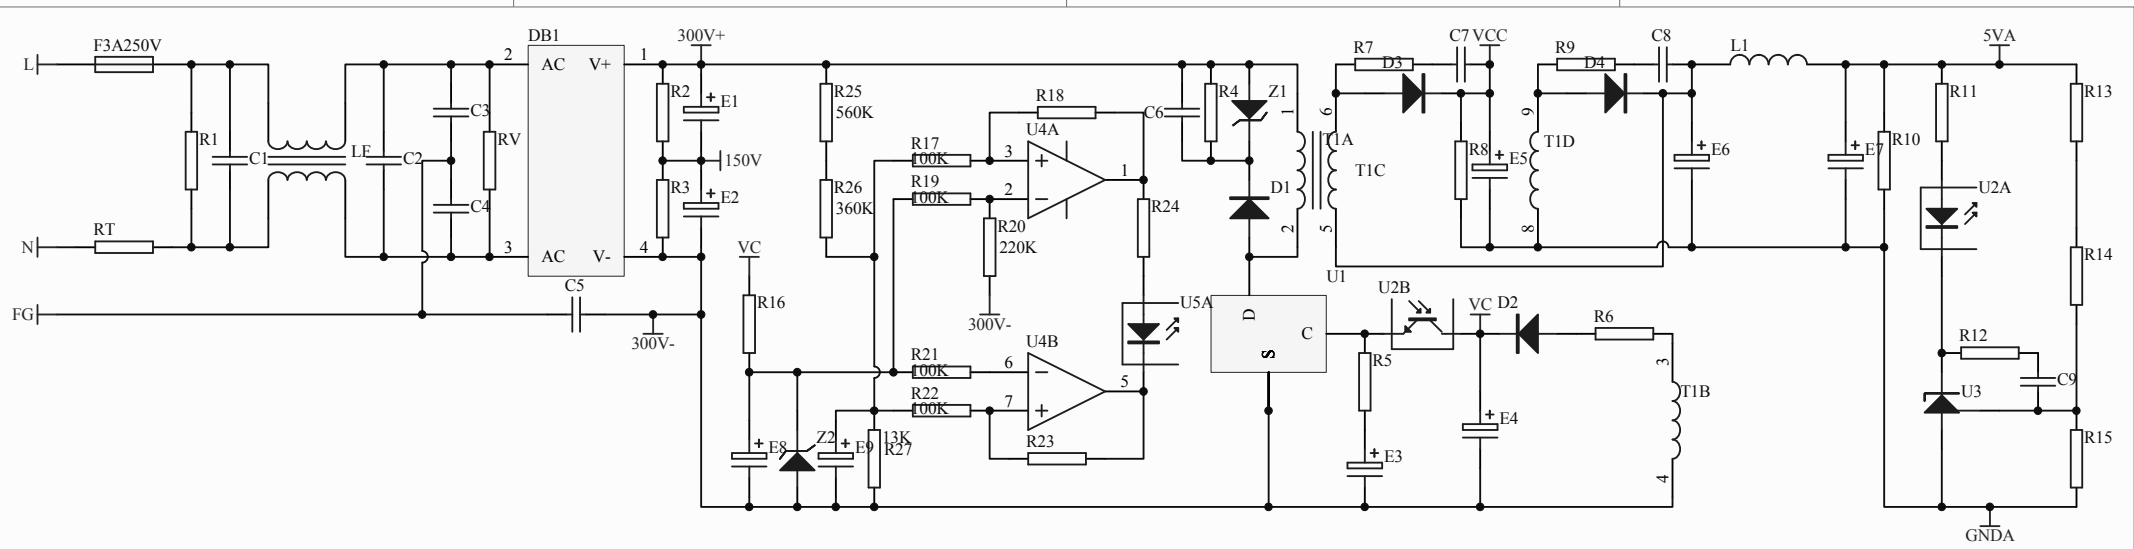 F3A250V
L
RT
N
FG
R1
C1
LF
C2
C3
C4
RV
DB1
2
AC
V+
1
3
AC
V-
4
C5
300V+
R2
E1
150V
R3
E2
300V-
VC
R16
E8
Z2
E9
13K
R27
R25
560K
R26
360K
R17
100K
R19
100K
R18
U4A
3
2
1
R20
220K
300V-
R21
100K
R22
100K
U4B
6
7
5
R23
R24
U5A
C6
R4
Z1
D1
1
2
T1A
6
5
T1C
U1
D
S
C
R7
D3
C7
VCC
R8
E5
R9
D4
C8
9
8
T1D
E6
L1
E7
R10
5VA
R11
U2A
R13
R14
R12
C9
U3
R15
GNDA
R5
E3
U2B
VC
D2
E4
R6
3
4
T1B